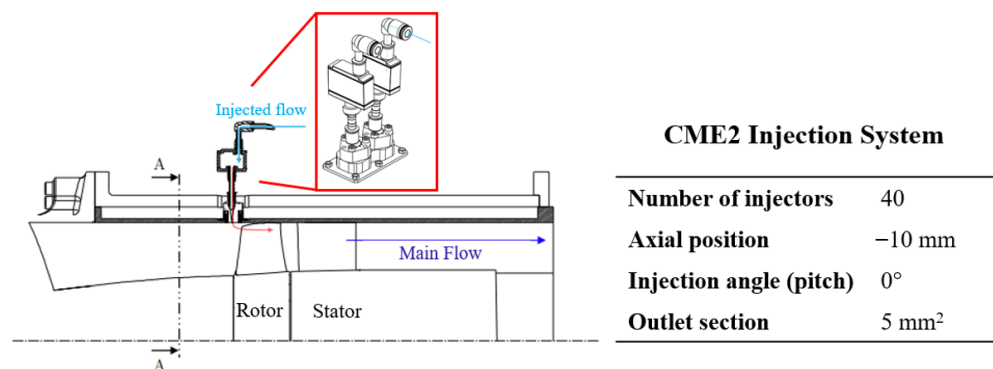 Injected flow
A
Main Flow
Rotor
Stator
A
CME2 Injection System
Number of injectors 40
Axial position −10 mm
Injection angle (pitch) 0°
Outlet section 5 mm²